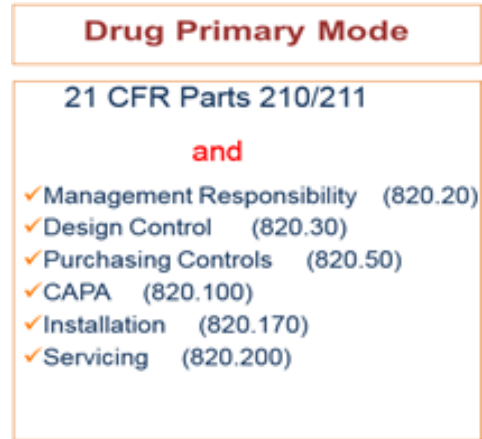 Drug Primary Mode
21 CFR Parts 210/211
and
✓Management Responsibility (820.20)
✓Design Control (820.30)
✓Purchasing Controls (820.50)
✓CAPA (820.100)
✓Installation (820.170)
✓Servicing (820.200)